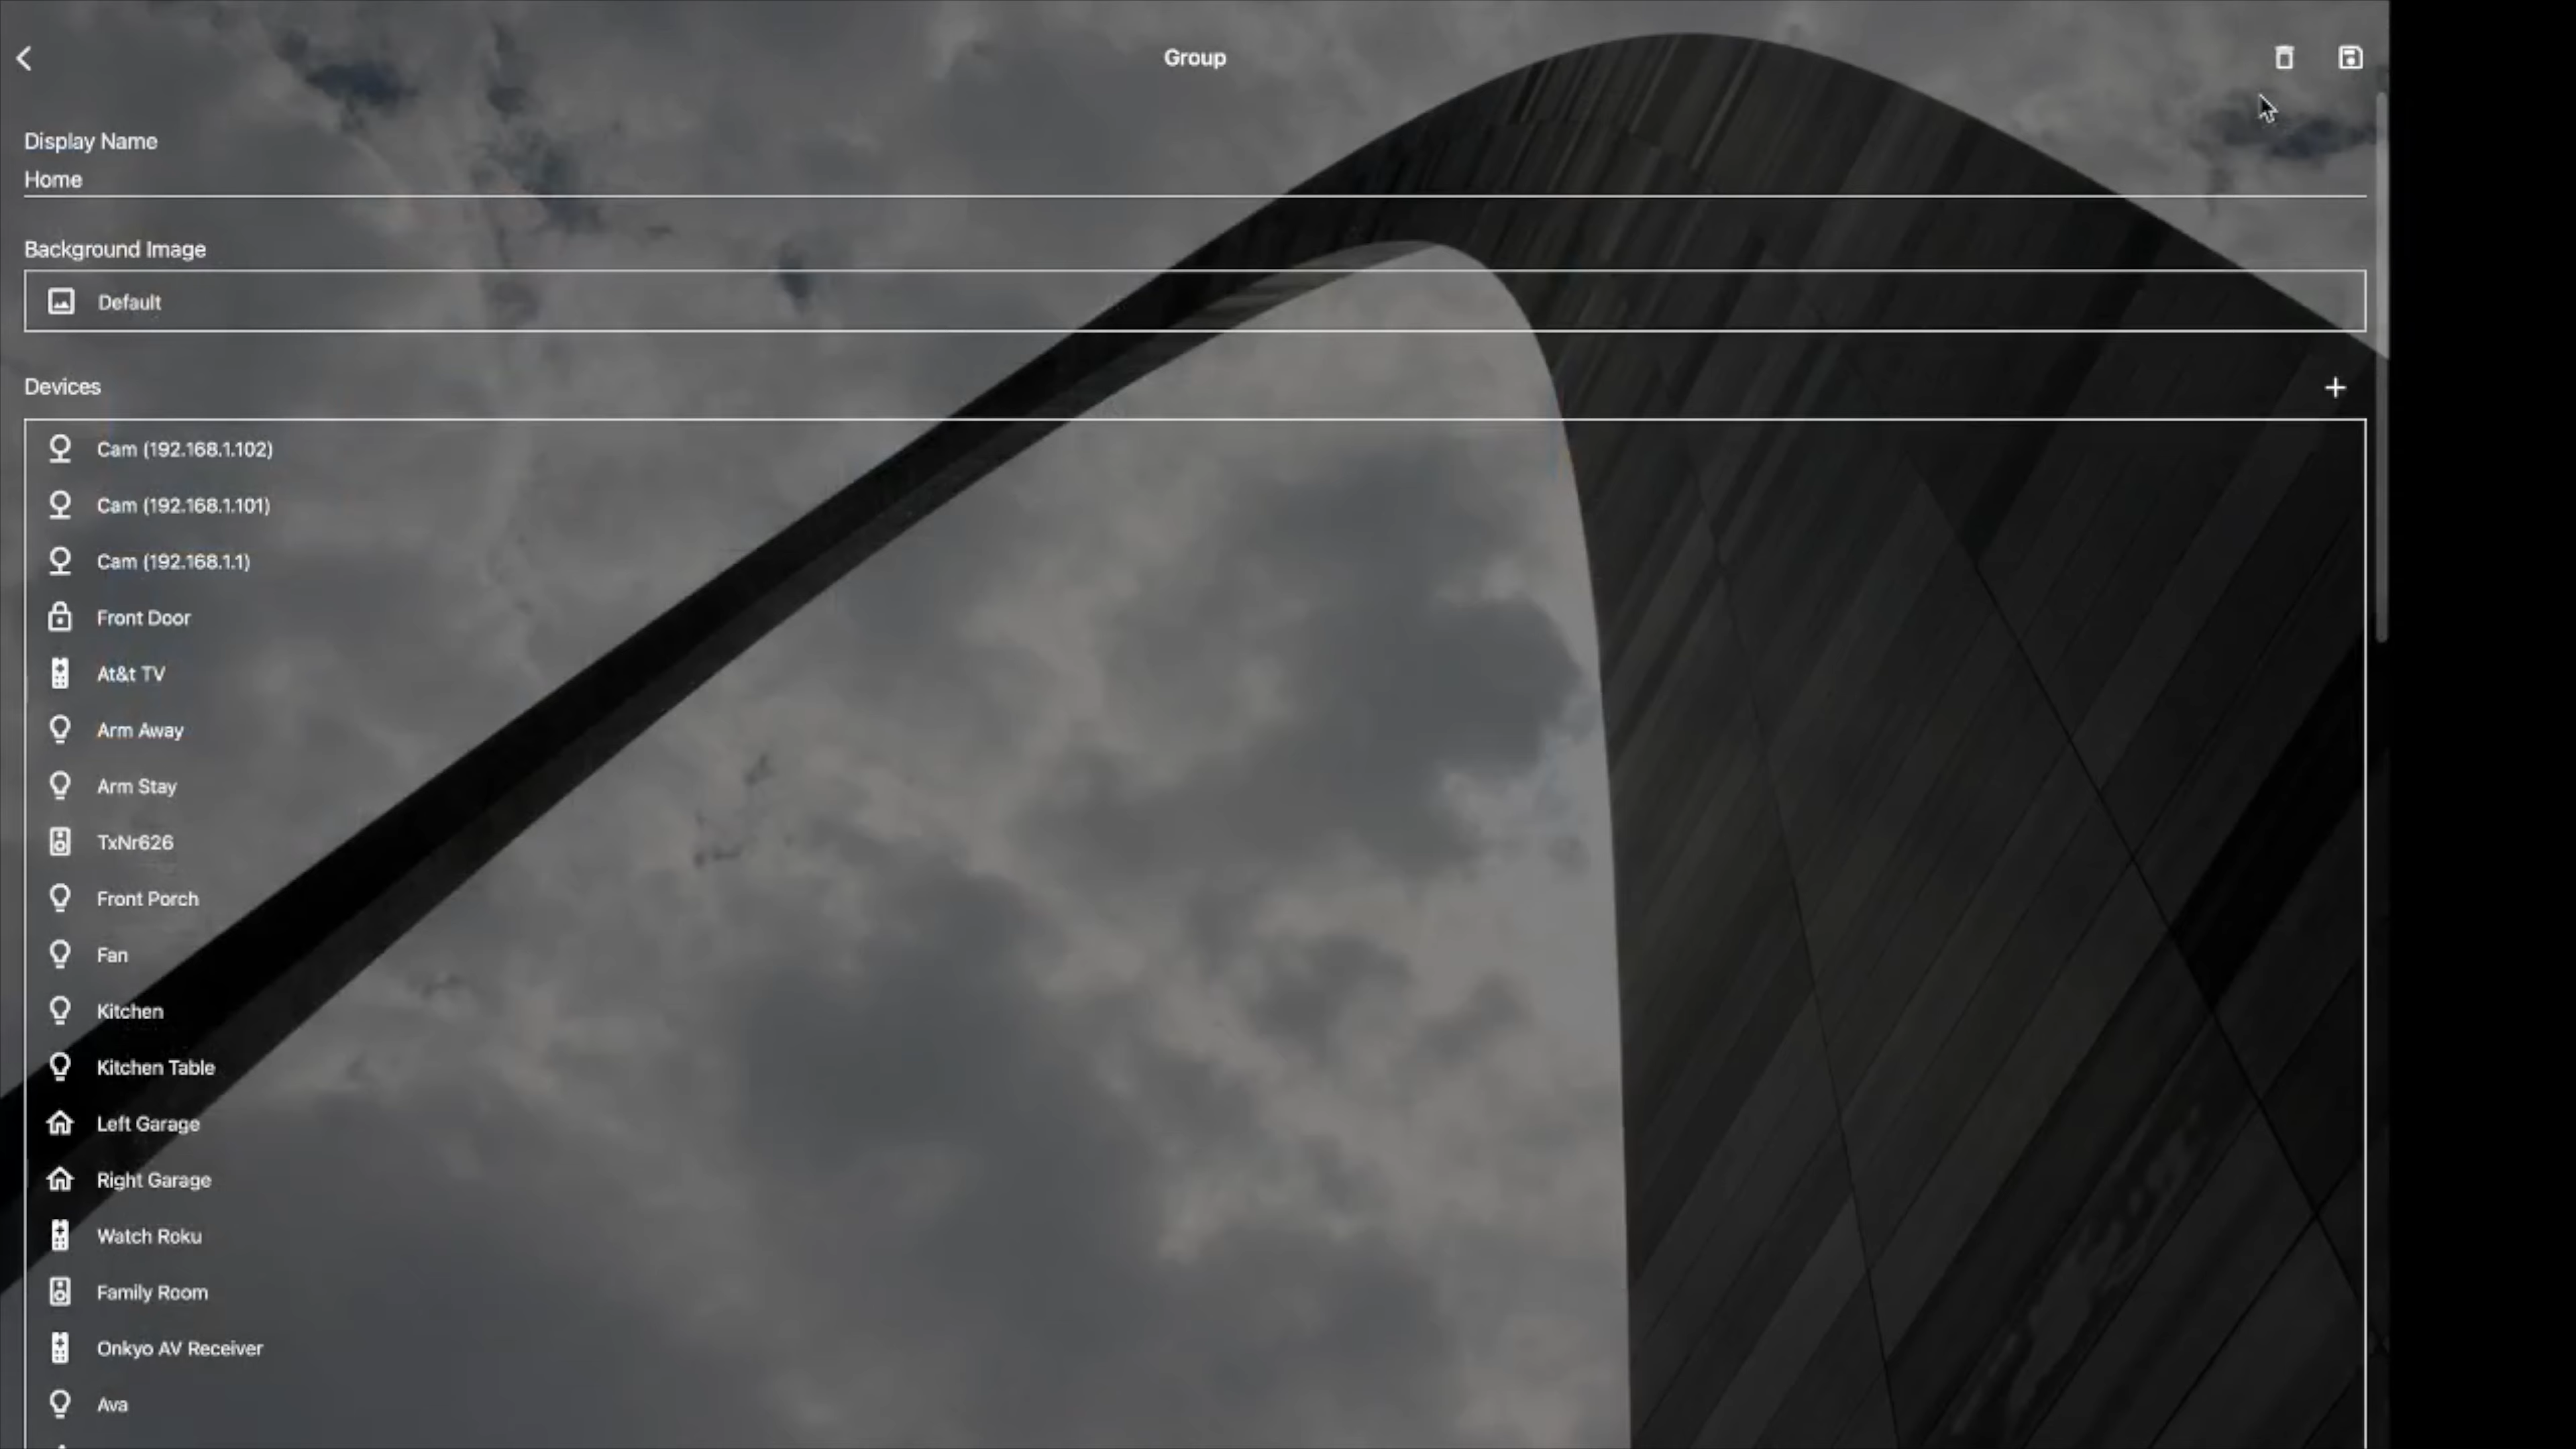 Group
Display Name
Home
Background Image
Default
Devices
Cam (192.168.1.102)
Cam (192.168.1.101)
Cam (192.168.1.1)
Front Door
At&t TV
Arm Away
Arm Stay
TxNr626
Front Porch
Fan
Kitchen
Kitchen Table
Left Garage
Right Garage
Watch Roku
Family Room
Onkyo AV Receiver
Ava